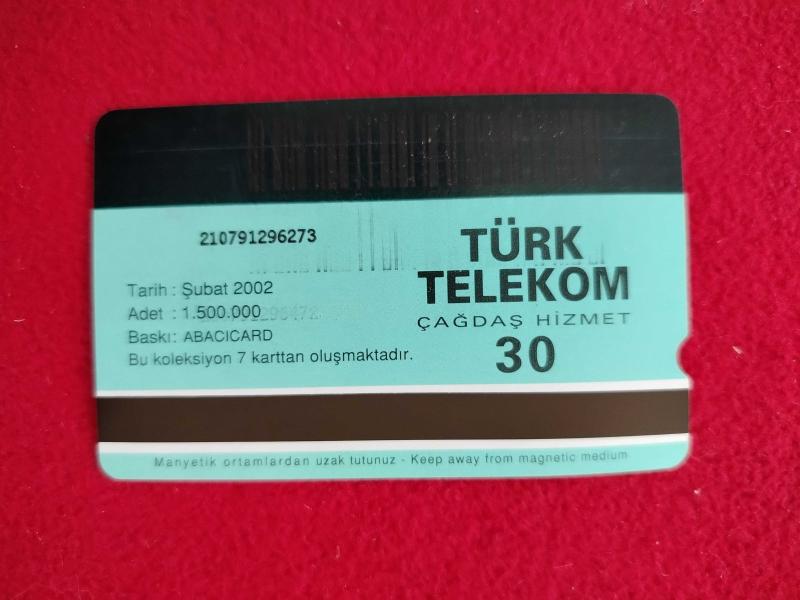 210791296273
TÜRK
TELEKOM
ÇAĞDAŞ HİZMET
30
Tarih : Şubat 2002
Adet : 1.500.000
Baskı : ABACICARD
Bu koleksiyon 7 karttan oluşmaktadır.
Manyetik ortamlardan uzak tutunuz - Keep away from magnetic medium